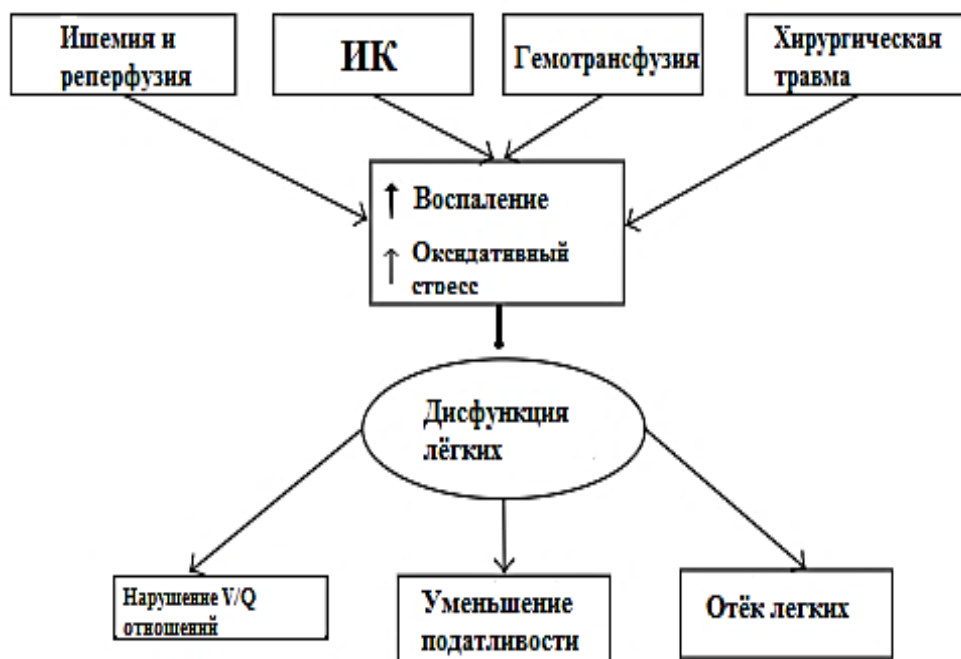 Ишемия и
реперфузия
ИК
Гемотрансфузия
Хирургическая
травма
↑ Воспаление
↑ Оксидативный
стресс
Дисфункция
лёгких
Нарушение V/Q
отношений
Уменьшение
податливости
Отёк легких